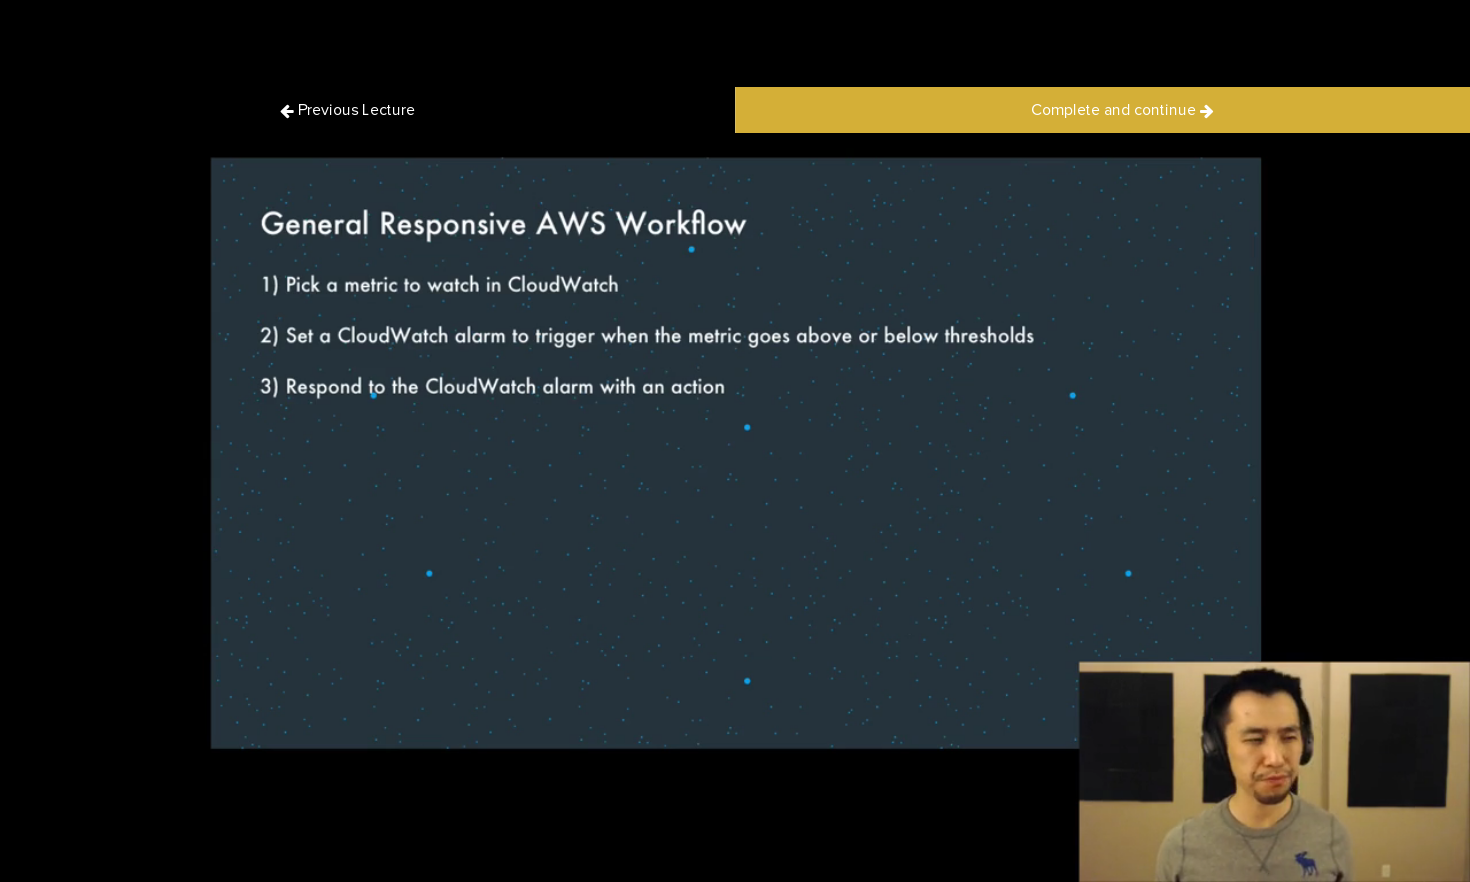 Previous Lecture
Complete and continue
General Responsive AWS Workflow
1) Pick a metric to watch in CloudWatch
2) Set a CloudWatch alarm to trigger when the metric goes above or below thresholds
3) Respond to the CloudWatch alarm with an action